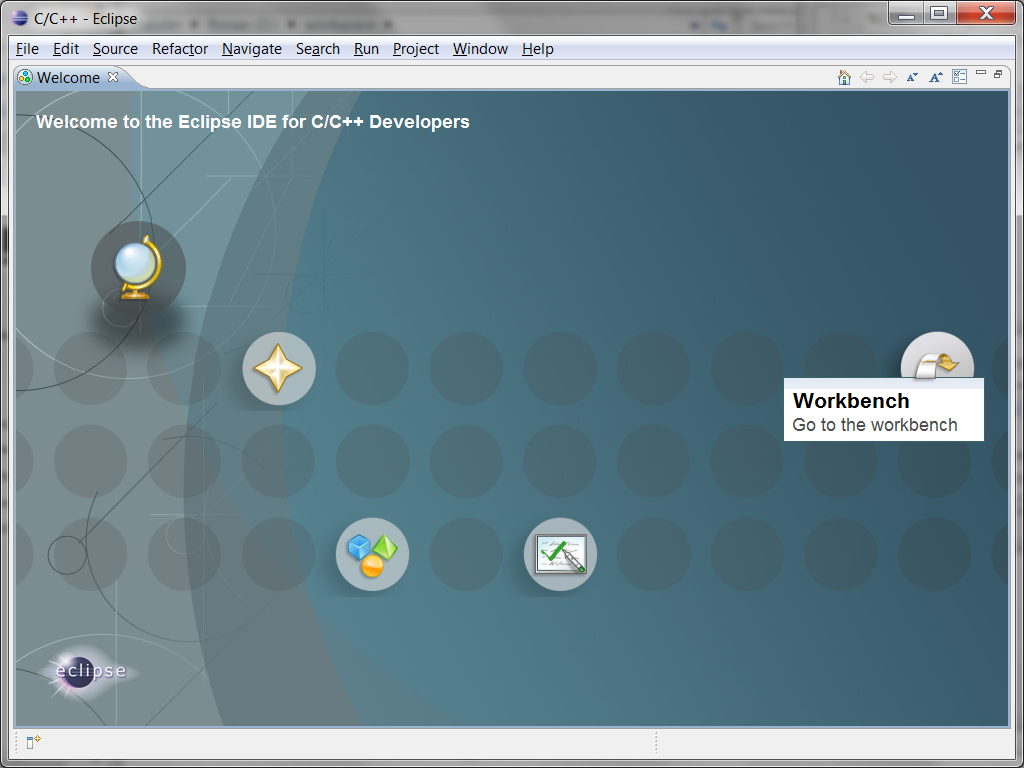 C/C++ - Eclipse
File Edit Source Refactor Navigate Search Run Project Window Help
Welcome
Welcome to the Eclipse IDE for C/C++ Developers
Workbench
Go to the workbench
eclipse